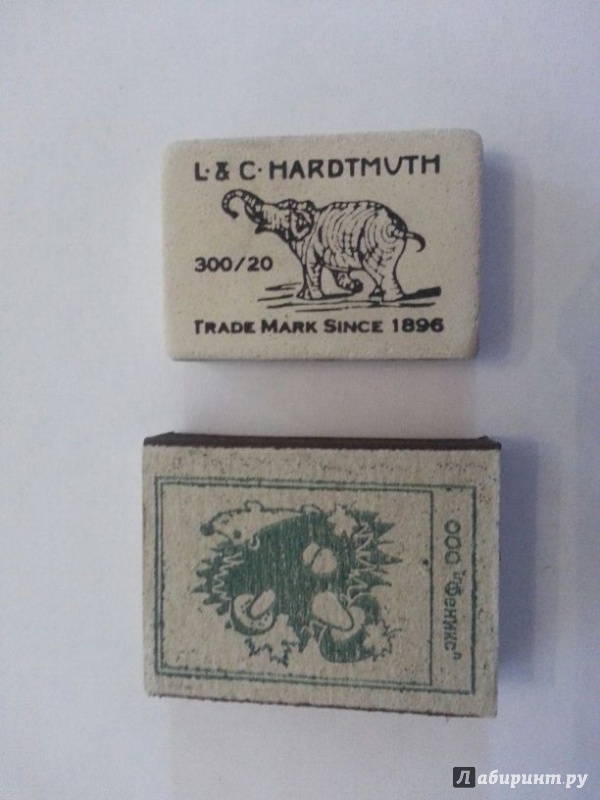 L. & C. HARDTMUTH
300/20
TRADE MARK SINCE 1896
ООО "Феникс"
Лабиринт.ру